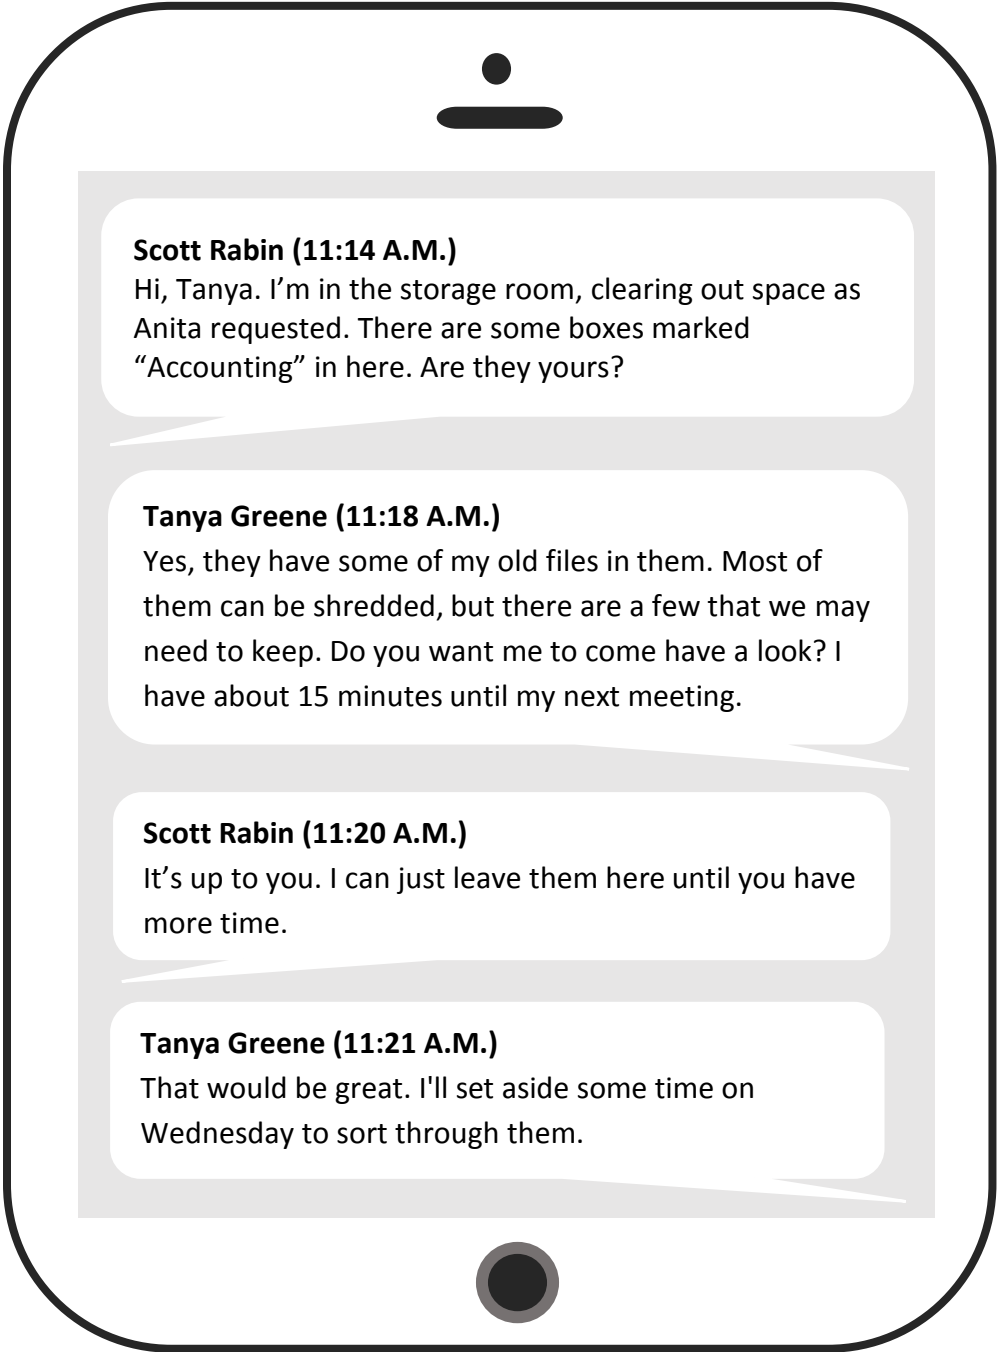 Scott Rabin (11:14 A.M.)
Hi, Tanya. I’m in the storage room, clearing out space as
Anita requested. There are some boxes marked
“Accounting” in here. Are they yours?
Tanya Greene (11:18 A.M.)
Yes, they have some of my old files in them. Most of
them can be shredded, but there are a few that we may
need to keep. Do you want me to come have a look? I
have about 15 minutes until my next meeting.
Scott Rabin (11:20 A.M.)
It’s up to you. I can just leave them here until you have
more time.
Tanya Greene (11:21 A.M.)
That would be great. I'll set aside some time on
Wednesday to sort through them.